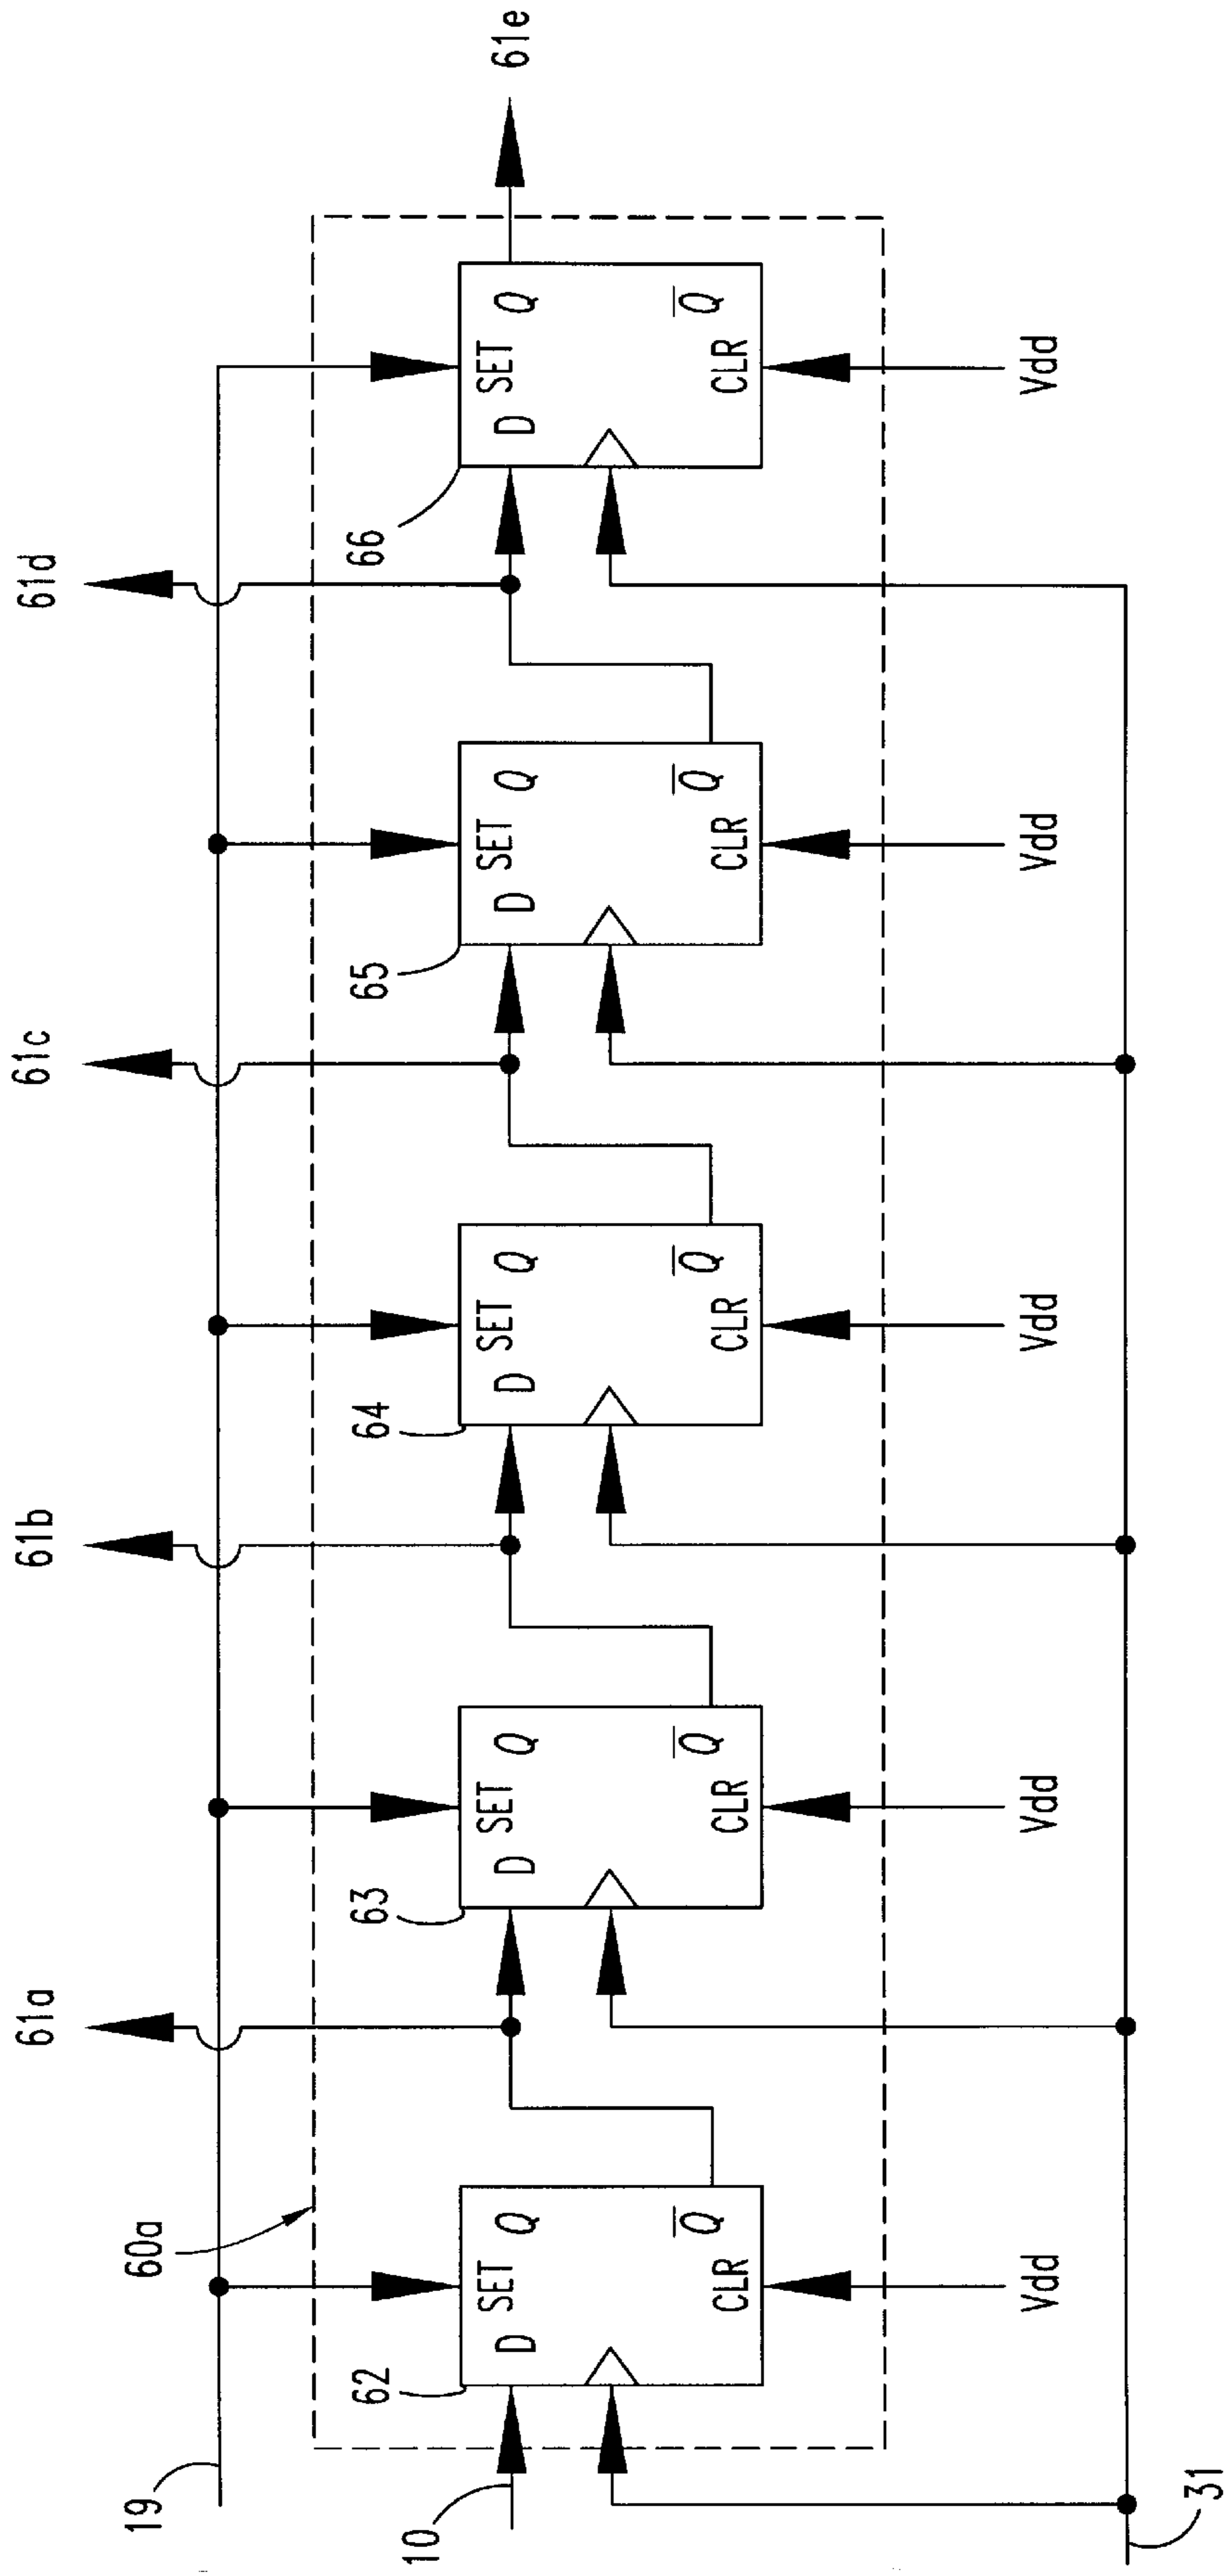 61a
61b
61c
61d
19
60a
62
63
64
65
66
D SET Q
CLR Q̅
D SET Q
CLR Q̅
D SET Q
CLR Q̅
D SET Q
CLR Q̅
D SET Q
CLR Q̅
61e
10
Vdd
Vdd
Vdd
Vdd
Vdd
31